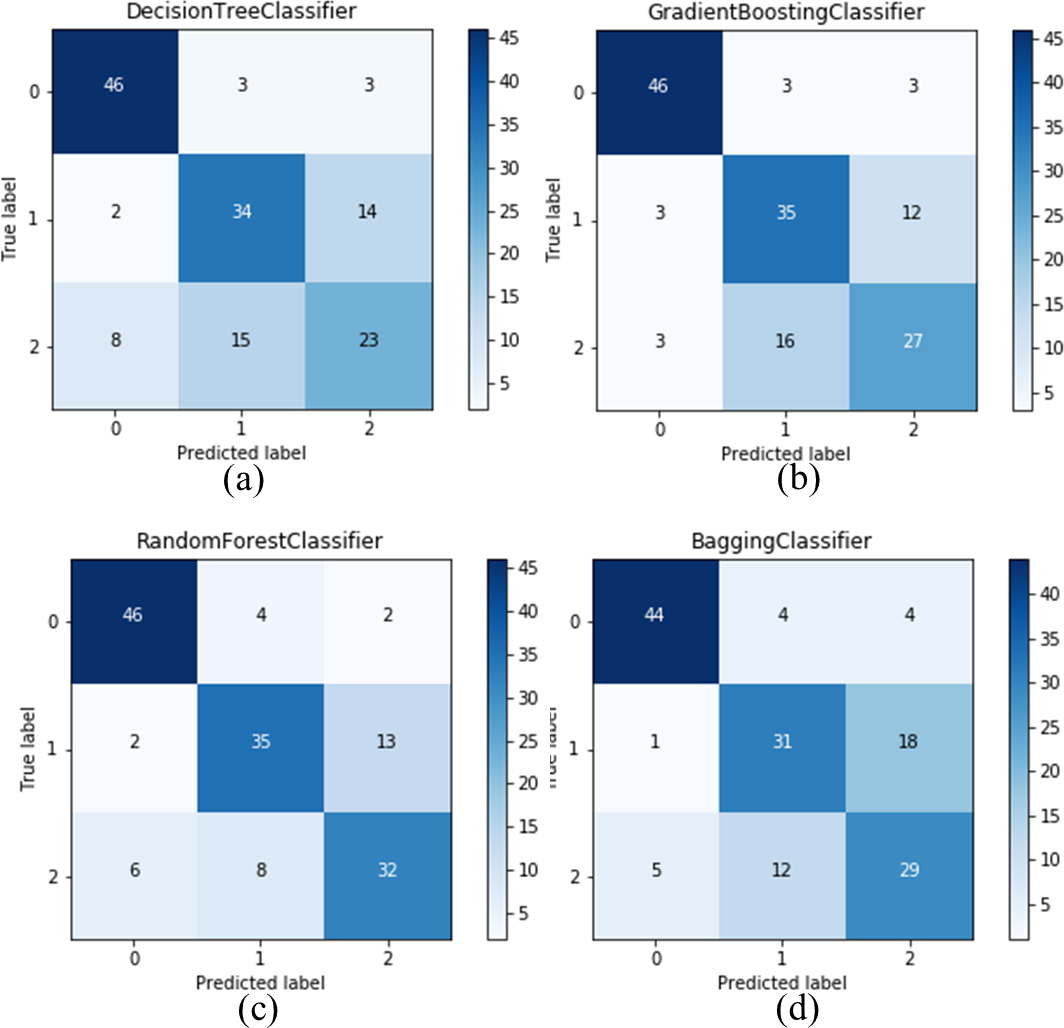 DecisionTreeClassifier
46 3 3
2 34 14
8 15 23
0
1
2
True label
0 1 2
Predicted label
45
40
35
30
25
20
15
10
5
(a)
GradientBoostingClassifier
46 3 3
3 35 12
3 16 27
0
1
2
True label
0 1 2
Predicted label
45
40
35
30
25
20
15
10
5
(b)
RandomForestClassifier
46 4 2
2 35 13
6 8 32
0
1
2
True label
0 1 2
Predicted label
45
40
35
30
25
20
15
10
5
(c)
BaggingClassifier
44 4 4
1 31 18
5 12 29
0
1
2
True label
0 1 2
Predicted label
40
35
30
25
20
15
10
5
(d)